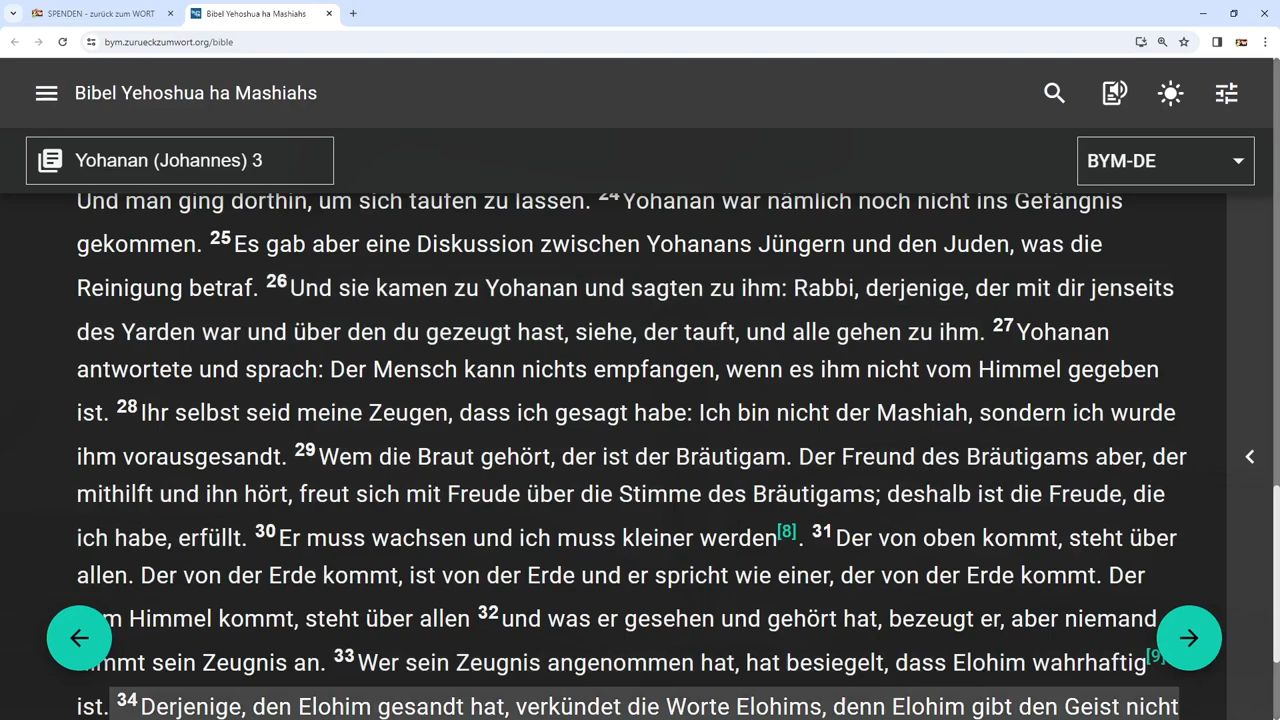 SPENDEN - zurück zum WORT
Bibel Yehoshua ha Mashiahs
bym.zurueckzumwort.org/bible
Bibel Yehoshua ha Mashiahs
Yohanan (Johannes) 3
BYM-DE
Und man ging dorthin, um sich taufen zu lassen. 24 Yohanan war nämlich noch nicht ins Gefängnis
gekommen. 25 Es gab aber eine Diskussion zwischen Yohanans Jüngern und den Juden, was die
Reinigung betraf. 26 Und sie kamen zu Yohanan und sagten zu ihm: Rabbi, derjenige, der mit dir jenseits
des Yarden war und über den du gezeugt hast, siehe, der tauft, und alle gehen zu ihm. 27 Yohanan
antwortete und sprach: Der Mensch kann nichts empfangen, wenn es ihm nicht vom Himmel gegeben
ist. 28 Ihr selbst seid meine Zeugen, dass ich gesagt habe: Ich bin nicht der Mashiah, sondern ich wurde
ihm vorausgesandt. 29 Wem die Braut gehört, der ist der Bräutigam. Der Freund des Bräutigams aber, der
mithilft und ihn hört, freut sich mit Freude über die Stimme des Bräutigams; deshalb ist die Freude, die
ich habe, erfüllt. 30 Er muss wachsen und ich muss kleiner werden[8]. 31 Der von oben kommt, steht über
allen. Der von der Erde kommt, ist von der Erde und er spricht wie einer, der von der Erde kommt. Der
Himmel kommt, steht über allen 32 und was er gesehen und gehört hat, bezeugt er, aber niemand
sein Zeugnis an. 33 Wer sein Zeugnis angenommen hat, hat besiegelt, dass Elohim wahrhaftig[9]
ist. 34 Derjenige, den Elohim gesandt hat, verkündet die Worte Elohims, denn Elohim gibt den Geist nicht